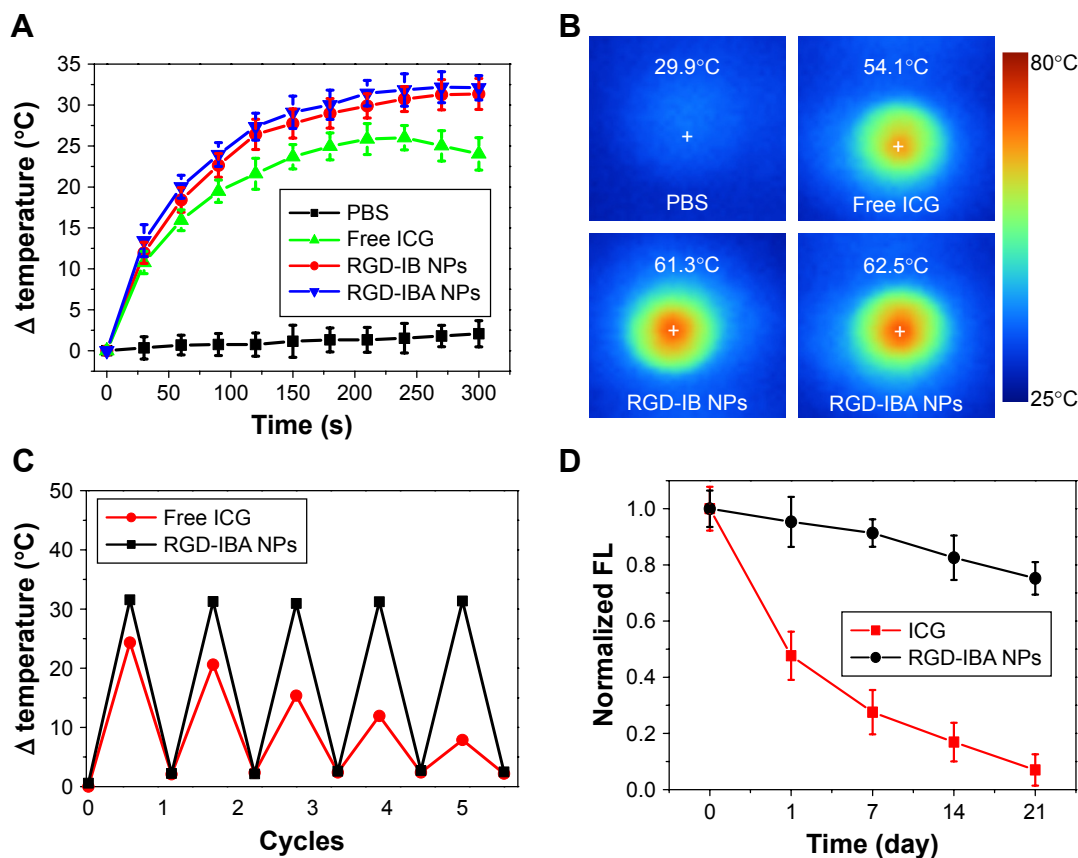 A
Δ temperature (°C)
35
30
25
20
15
10
5
0
PBS
Free ICG
RGD-IB NPs
RGD-IBA NPs
0 50 100 150 200 250 300
Time (s)
B
29.9°C
PBS
54.1°C
Free ICG
61.3°C
RGD-IB NPs
62.5°C
RGD-IBA NPs
80°C
25°C
C
Δ temperature (°C)
50
40
30
20
10
0
Free ICG
RGD-IBA NPs
0 1 2 3 4 5
Cycles
D
Normalized FL
1.0
0.8
0.6
0.4
0.2
0.0
ICG
RGD-IBA NPs
0 1 7 14 21
Time (day)